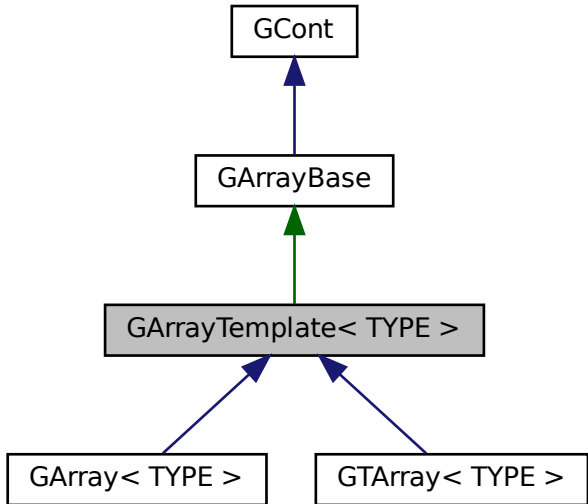 GCont
GArrayBase
GArrayTemplate< TYPE >
GArray< TYPE >
GTArray< TYPE >